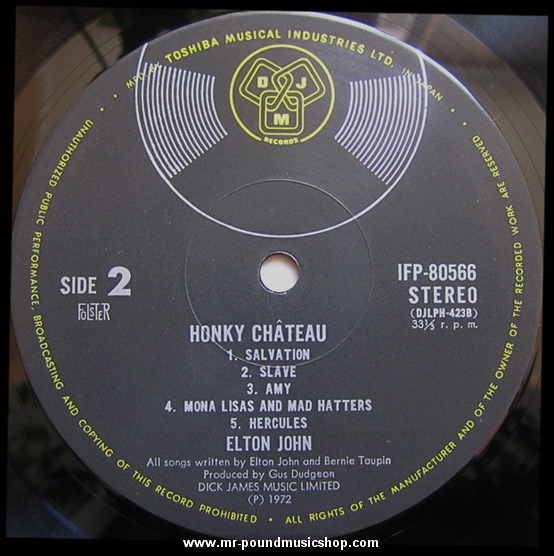 • MFD. BY TOSHIBA MUSICAL INDUSTRIES LTD. IN JAPAN •
D J
M
RECORDS
SIDE 2
FOLSTER
IFP-80566
STEREO
(DJLPH-423B)
33⅓ r. p. m.
HONKY CHÂTEAU
1. SALVATION
2. SLAVE
3. AMY
4. MONA LISAS AND MAD HATTERS
5. HERCULES
ELTON JOHN
All songs written by Elton John and Bernie Taupin
Produced by Gus Dudgeon
DICK JAMES MUSIC LIMITED
(P) 1972
UNAUTHORIZED PUBLIC PERFORMANCE, BROADCASTING AND COPYING OF THIS RECORD PROHIBITED • ALL RIGHTS OF THE MANUFACTURER AND OF THE OWNER OF THE RECORDED WORK ARE RESERVED
www.mr-poundmusicshop.com